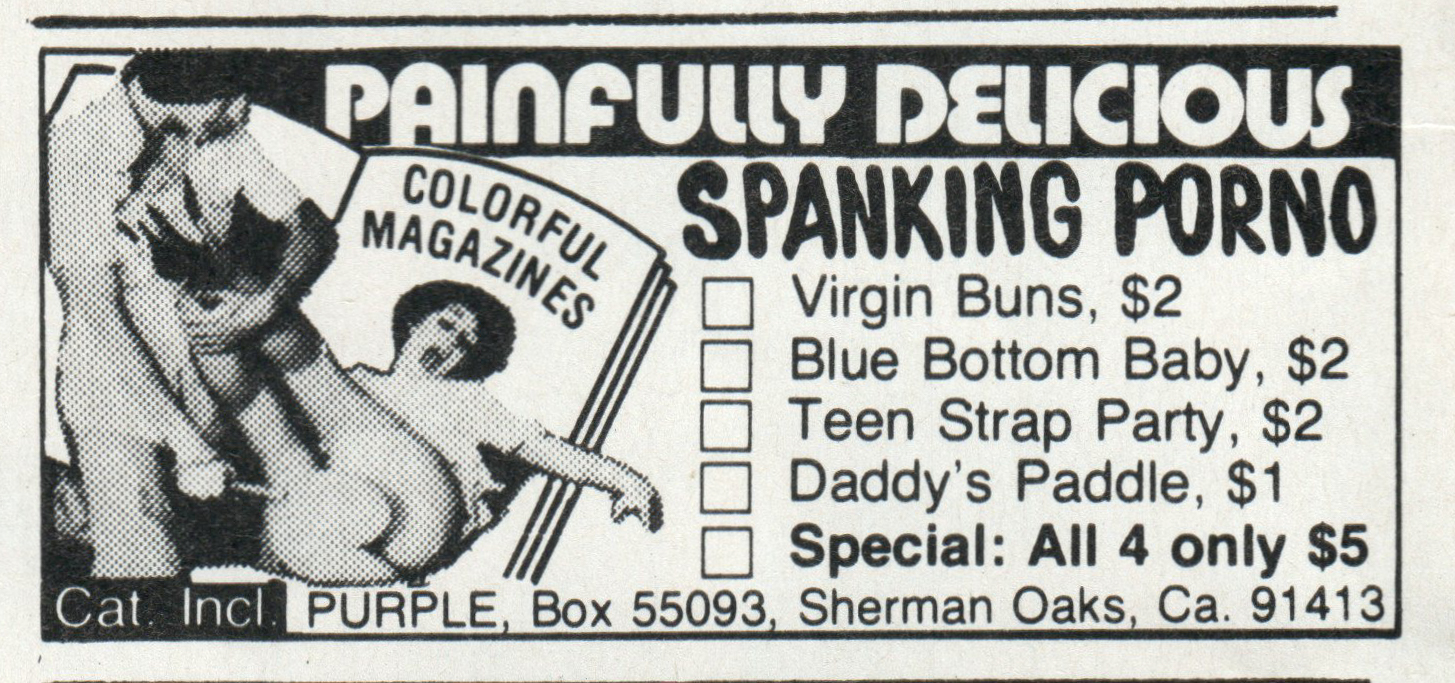 PAINFULLY DELICIOUS
COLORFUL
MAGAZINES
SPANKING PORNO
Virgin Buns, $2
Blue Bottom Baby, $2
Teen Strap Party, $2
Daddy's Paddle, $1
Special: All 4 only $5
Cat. Incl. PURPLE, Box 55093, Sherman Oaks, Ca. 91413